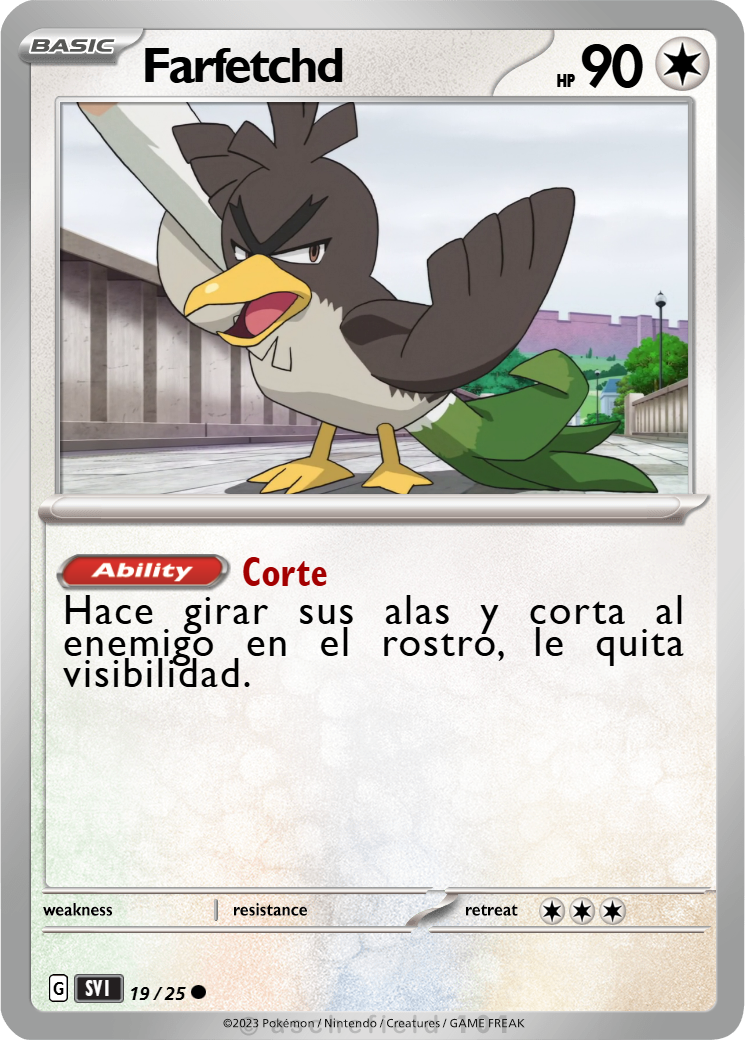 BASIC
Farfetchd
HP 90
Ability Corte
Hace girar sus alas y corta al
enemigo en el rostro, le quita
visibilidad.
weakness resistance retreat
G SVI 19 / 25
©2023 Pokémon / Nintendo / Creatures / GAME FREAK